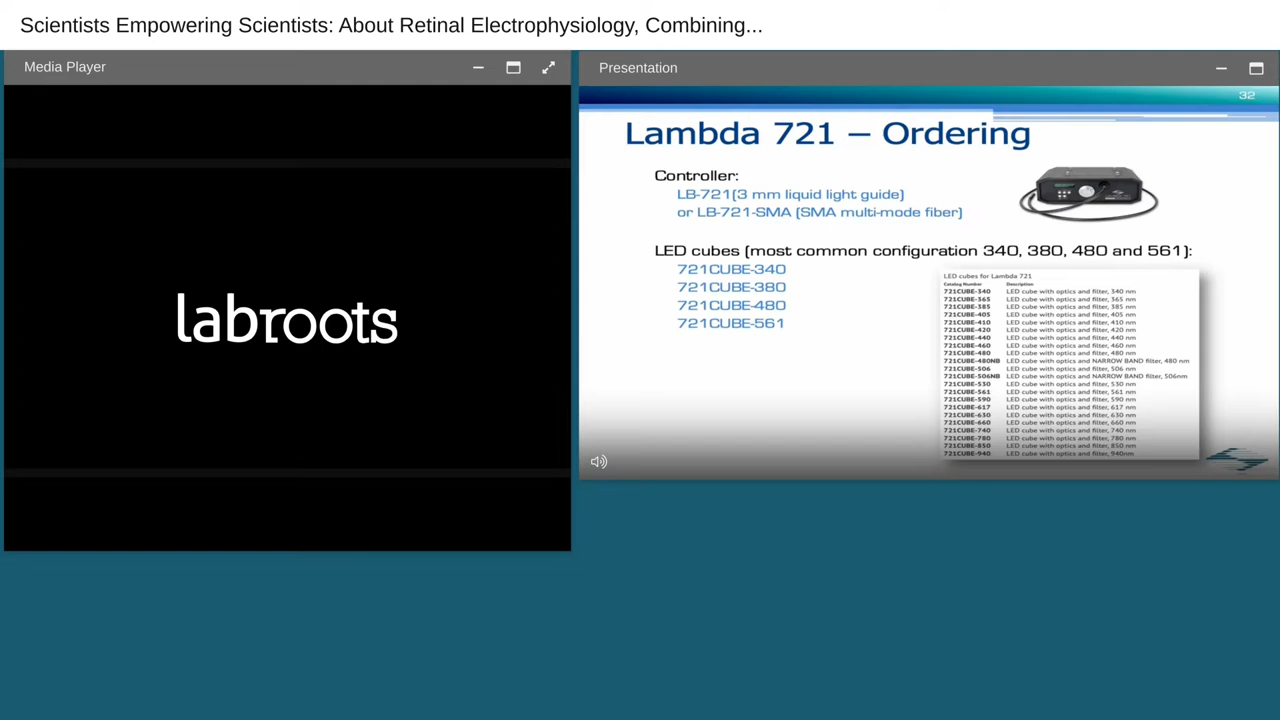 Scientists Empowering Scientists: About Retinal Electrophysiology, Combining...
Media Player
labroots
Presentation
32
Lambda 721 – Ordering
Controller:
LB-721(3 mm liquid light guide)
or LB-721-SMA (SMA multi-mode fiber)
LED cubes (most common configuration 340, 380, 480 and 561):
721CUBE-340
721CUBE-380
721CUBE-480
721CUBE-561
LED cubes for Lambda 721
Catalog Number Description
721CUBE-340 LED cube with optics and filter, 340 nm
721CUBE-365 LED cube with optics and filter, 365 nm
721CUBE-385 LED cube with optics and filter, 385 nm
721CUBE-405 LED cube with optics and filter, 405 nm
721CUBE-410 LED cube with optics and filter, 410 nm
721CUBE-420 LED cube with optics and filter, 420 nm
721CUBE-440 LED cube with optics and filter, 440 nm
721CUBE-460 LED cube with optics and filter, 460 nm
721CUBE-480 LED cube with optics and filter, 480 nm
721CUBE-480NB LED cube with optics and NARROW BAND filter, 480 nm
721CUBE-506 LED cube with optics and filter, 506 nm
721CUBE-506NB LED cube with optics and NARROW BAND filter, 506nm
721CUBE-530 LED cube with optics and filter, 530 nm
721CUBE-561 LED cube with optics and filter, 561 nm
721CUBE-590 LED cube with optics and filter, 590 nm
721CUBE-617 LED cube with optics and filter, 617 nm
721CUBE-630 LED cube with optics and filter, 630 nm
721CUBE-660 LED cube with optics and filter, 660 nm
721CUBE-740 LED cube with optics and filter, 740 nm
721CUBE-780 LED cube with optics and filter, 780 nm
721CUBE-850 LED cube with optics and filter, 850 nm
721CUBE-940 LED cube with optics and filter, 940nm